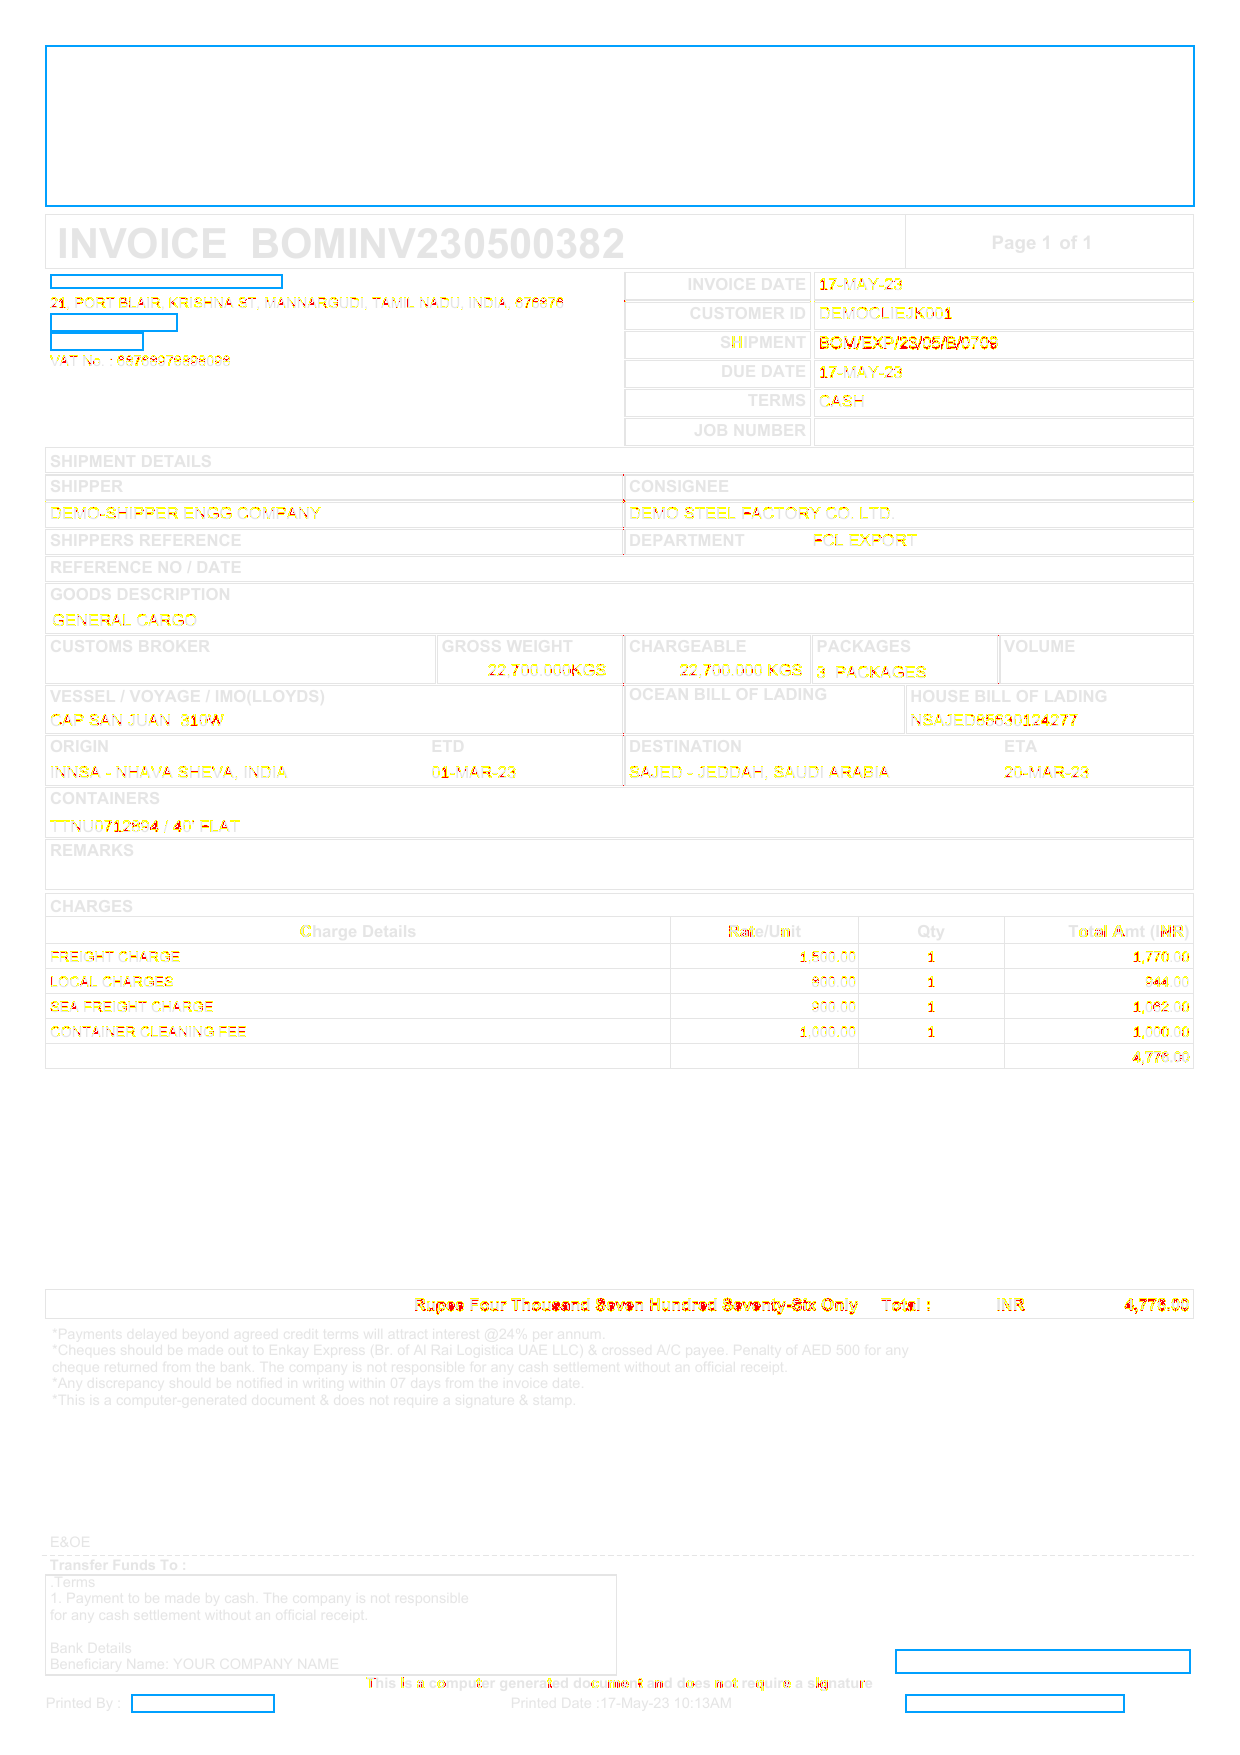 INVOICE BOMINV230500382
Page 1 of 1
21, PORT BLAIR, KRISHNA ST, MANNARGUDI, TAMIL NADU, INDIA, 676676
VAT No. :
INVOICE DATE 17-MAY-23
CUSTOMER ID DEMOCLIEJK001
SHIPMENT BOM/EXP/23/05/B/0709
DUE DATE 17-MAY-23
TERMS CASH
JOB NUMBER
SHIPMENT DETAILS
SHIPPER CONSIGNEE
DEMO-SHIPPER ENGG COMPANY DEMO STEEL FACTORY CO. LTD.
SHIPPERS REFERENCE DEPARTMENT FCL EXPORT
REFERENCE NO / DATE
GOODS DESCRIPTION
GENERAL CARGO
CUSTOMS BROKER GROSS WEIGHT CHARGEABLE PACKAGES VOLUME
22,700.000KGS 22,700.000 KGS 3 PACKAGES
VESSEL / VOYAGE / IMO(LLOYDS) OCEAN BILL OF LADING HOUSE BILL OF LADING
CAP SAN JUAN 310W
ORIGIN ETD DESTINATION ETA
INNSA - NHAVA SHEVA, INDIA 01-MAR-23 SAJED - JEDDAH, SAUDI ARABIA 20-MAR-23
CONTAINERS
/ 40' FLAT
REMARKS
CHARGES
Charge Details Rate/Unit Qty Total Amt (INR)
FREIGHT CHARGE 1,500.00 1 1,770.00
LOCAL CHARGES 800.00 1 944.00
SEA FREIGHT CHARGE 900.00 1 1,062.00
CONTAINER CLEANING FEE 1,000.00 1 1,000.00
4,776.00
Rupee Four Thousand Seven Hundred Seventy-Six Only Total : INR 4,776.00
*Payments delayed beyond agreed credit terms will attract interest @24% per annum.
*Cheques should be made out to Enkay Express (Br. of Al Rai Logistica UAE LLC) & crossed A/C payee. Penalty of AED 500 for any
cheque returned from the bank. The company is not responsible for any cash settlement without an official receipt.
*Any discrepancy should be notified in writing within 07 days from the invoice date.
*This is a computer-generated document & does not require a signature & stamp.
E&OE
Transfer Funds To :
.Terms
1. Payment to be made by cash. The company is not responsible
for any cash settlement without an official receipt.
Bank Details
Beneficiary Name: YOUR COMPANY NAME
This is a computer generated document and does not require a signature
Printed By :
Printed Date :17-May-23 10:13AM